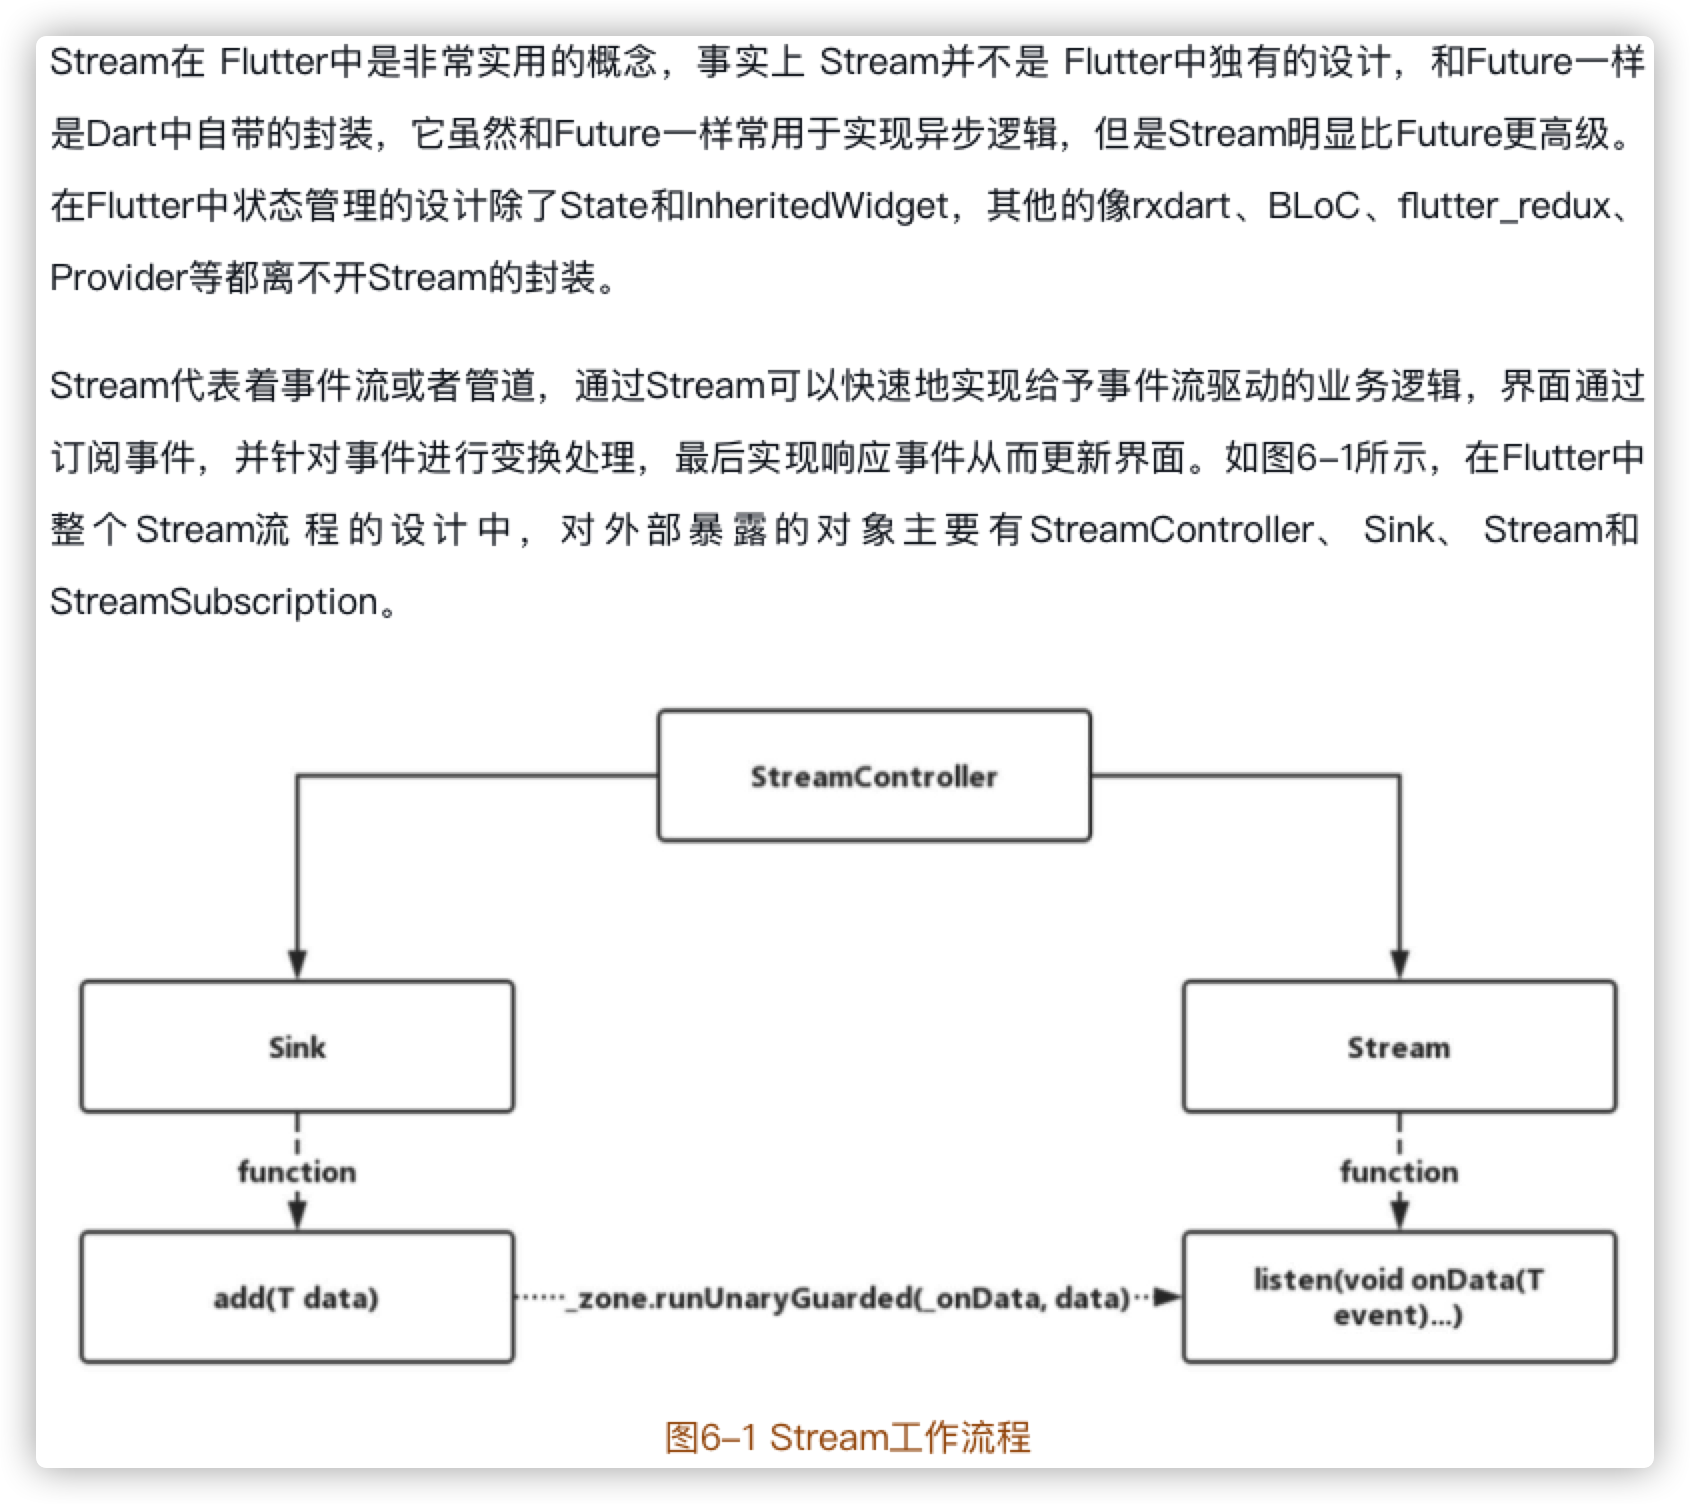 Stream在 Flutter中是非常实用的概念，事实上 Stream并不是 Flutter中独有的设计，和Future一样
是Dart中自带的封装，它虽然和Future一样常用于实现异步逻辑，但是Stream明显比Future更高级。
在Flutter中状态管理的设计除了State和InheritedWidget，其他的像rxdart、BLoC、flutter_redux、
Provider等都离不开Stream的封装。
Stream代表着事件流或者管道，通过Stream可以快速地实现给予事件流驱动的业务逻辑，界面通过
订阅事件，并针对事件进行变换处理，最后实现响应事件从而更新界面。如图6–1所示，在Flutter中
整个Stream流程的设计中，对外部暴露的对象主要有StreamController、 Sink、 Stream和
StreamSubscription。
StreamController
Sink
Stream
function
function
add(T data)
_zone.runUnaryGuarded(_onData, data)
listen(void onData(T
event)...)
图6–1 Stream工作流程